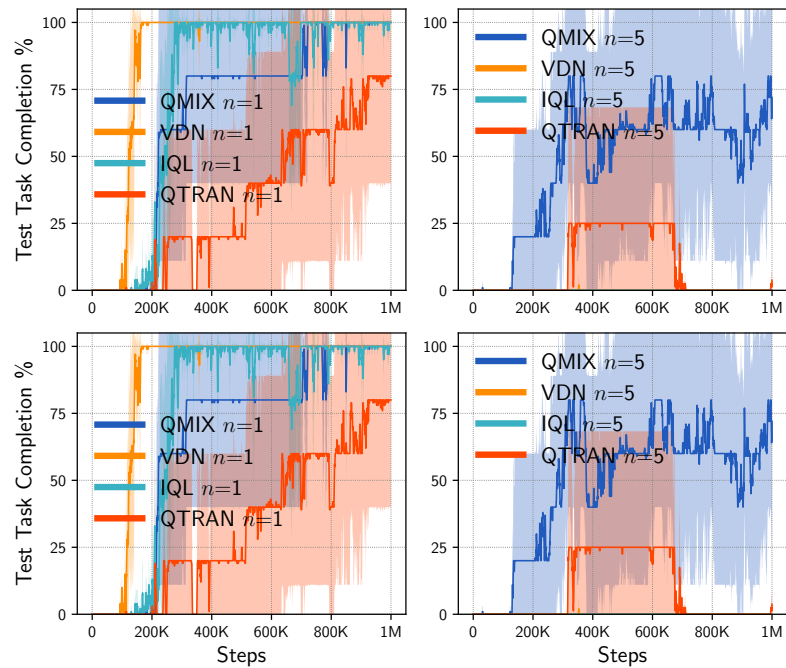 Test Task Completion %
100
75
50
25
0
QMIX n=1
VDN n=1
IQL n=1
QTRAN n=1
0 200K 400K 600K 800K 1M
100
75
50
25
0
QMIX n=5
VDN n=5
IQL n=5
QTRAN n=5
0 200K 400K 600K 800K 1M
Test Task Completion %
100
75
50
25
0
QMIX n=1
VDN n=1
IQL n=1
QTRAN n=1
0 200K 400K 600K 800K 1M
Steps
100
75
50
25
0
QMIX n=5
VDN n=5
IQL n=5
QTRAN n=5
0 200K 400K 600K 800K 1M
Steps